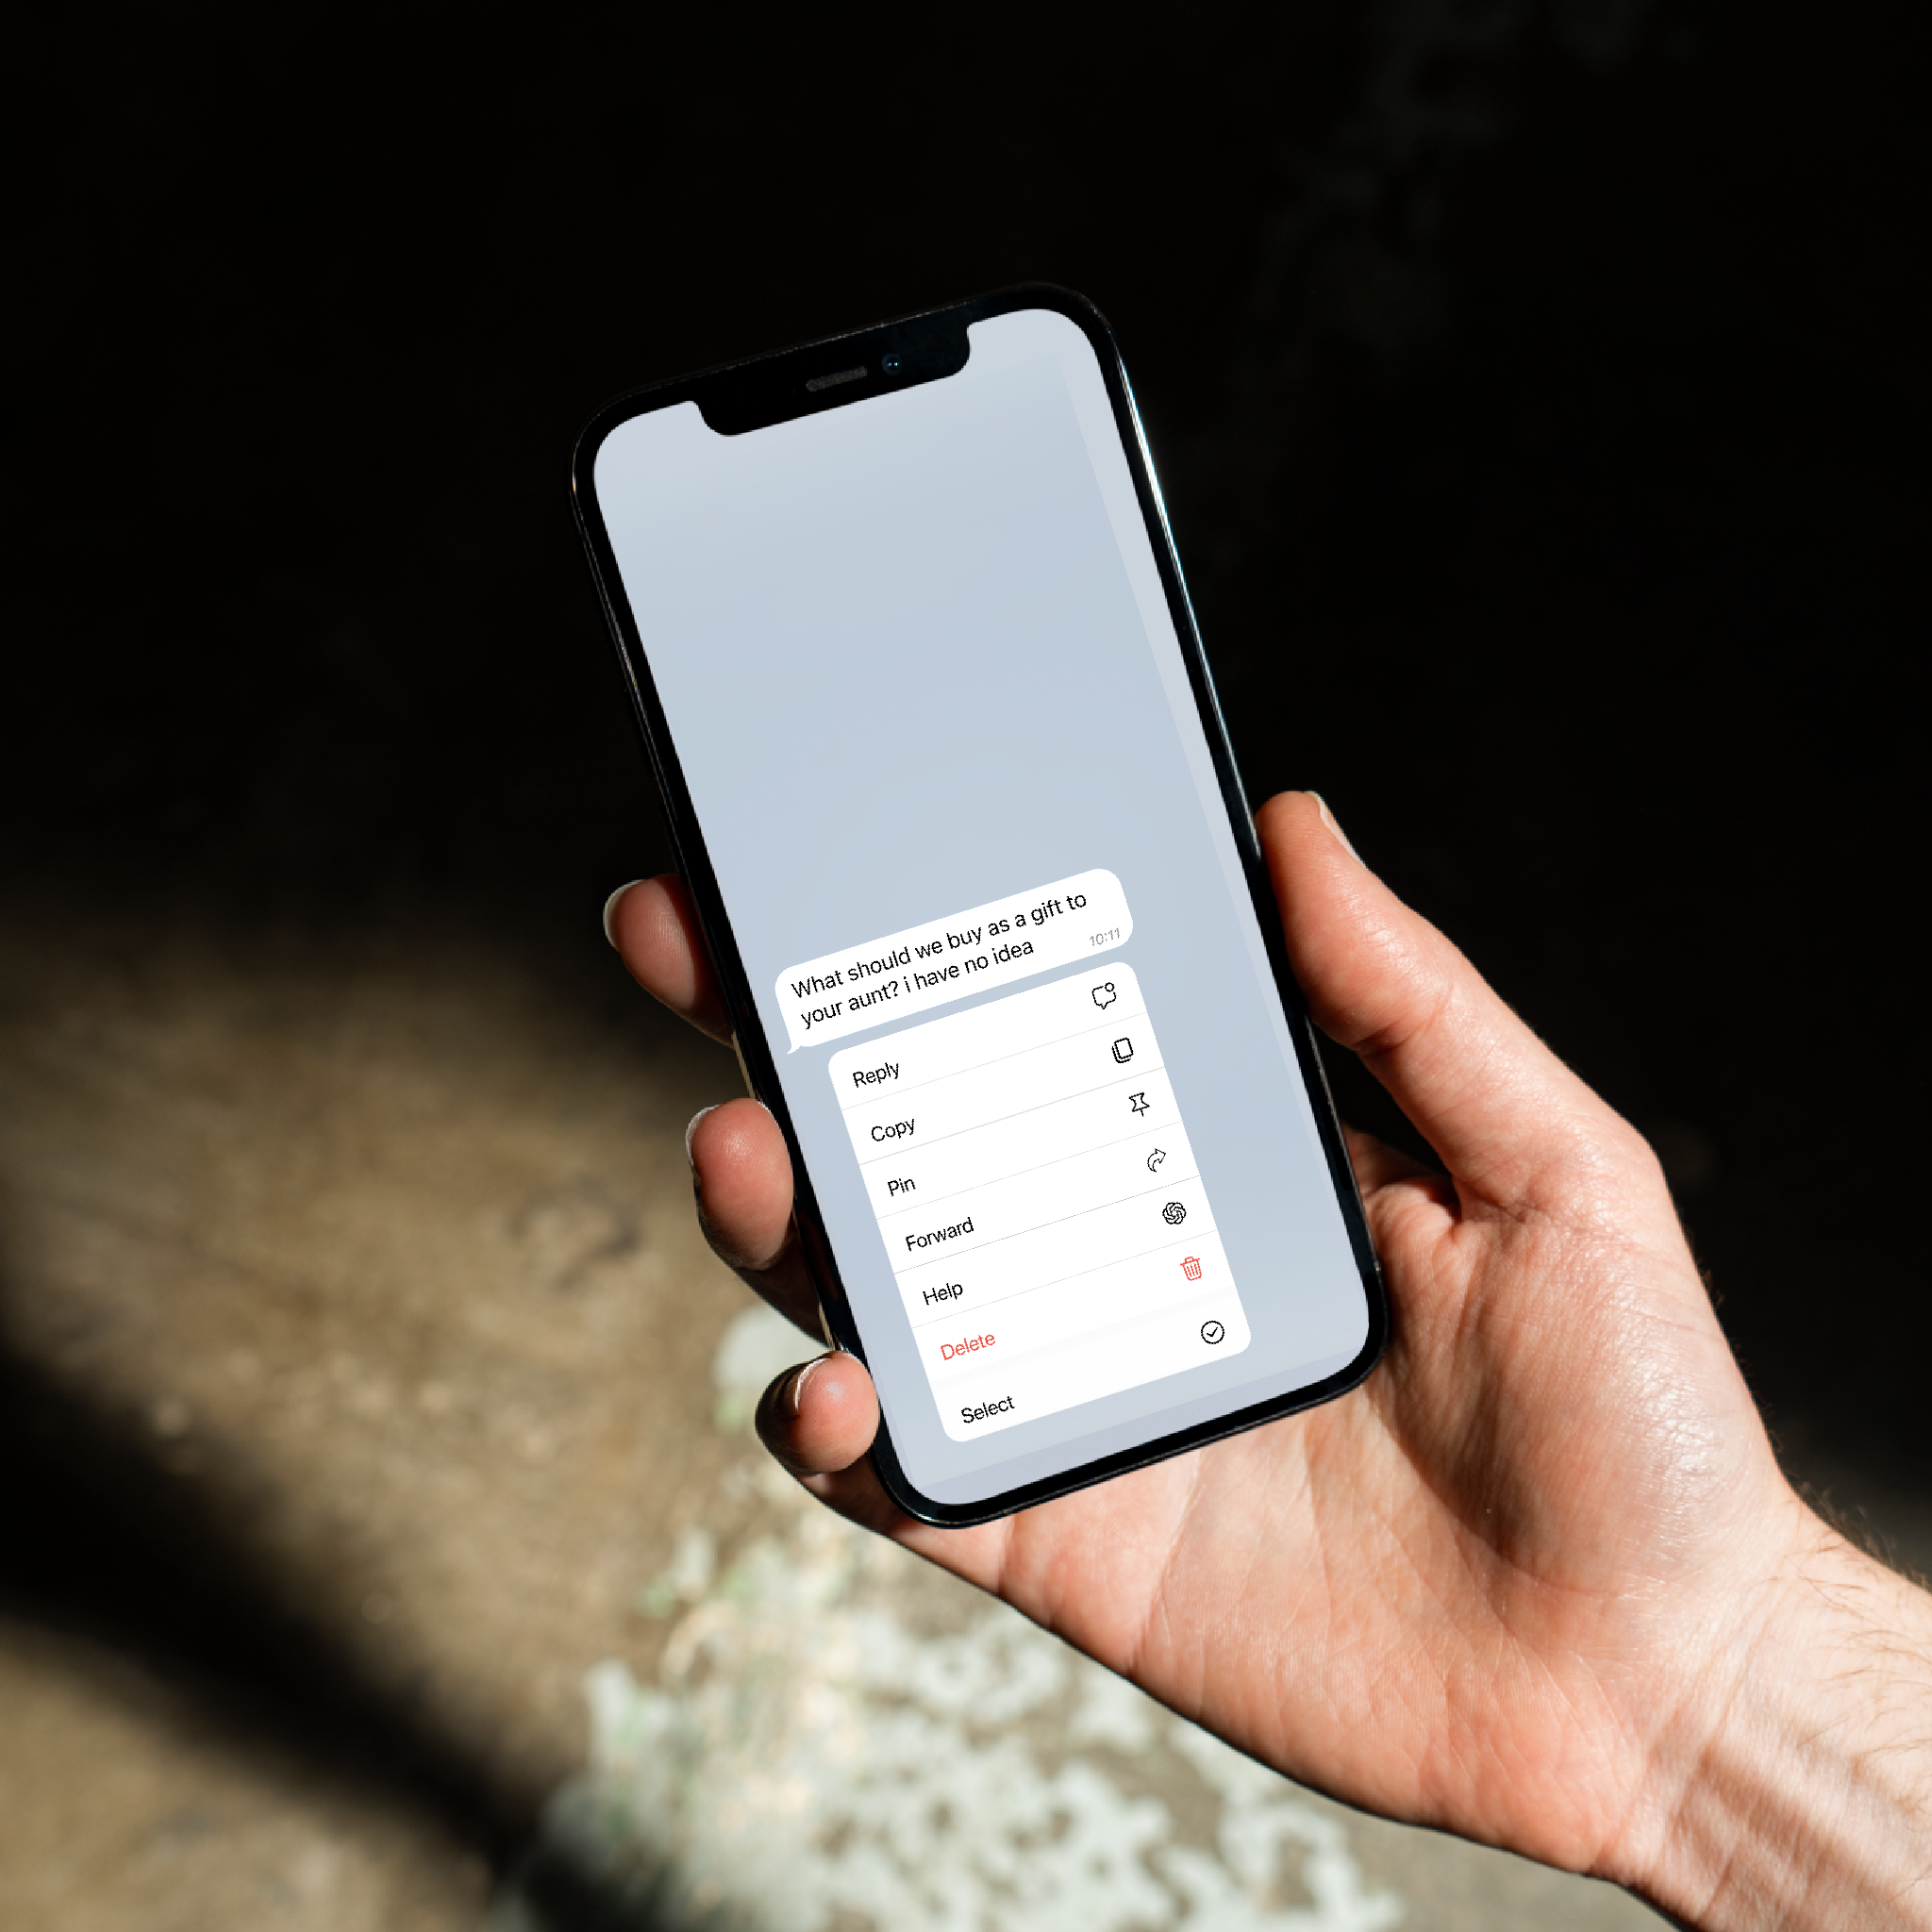 What should we buy as a gift to
your aunt? i have no idea
10:11
Reply
Copy
Pin
Forward
Help
Delete
Select